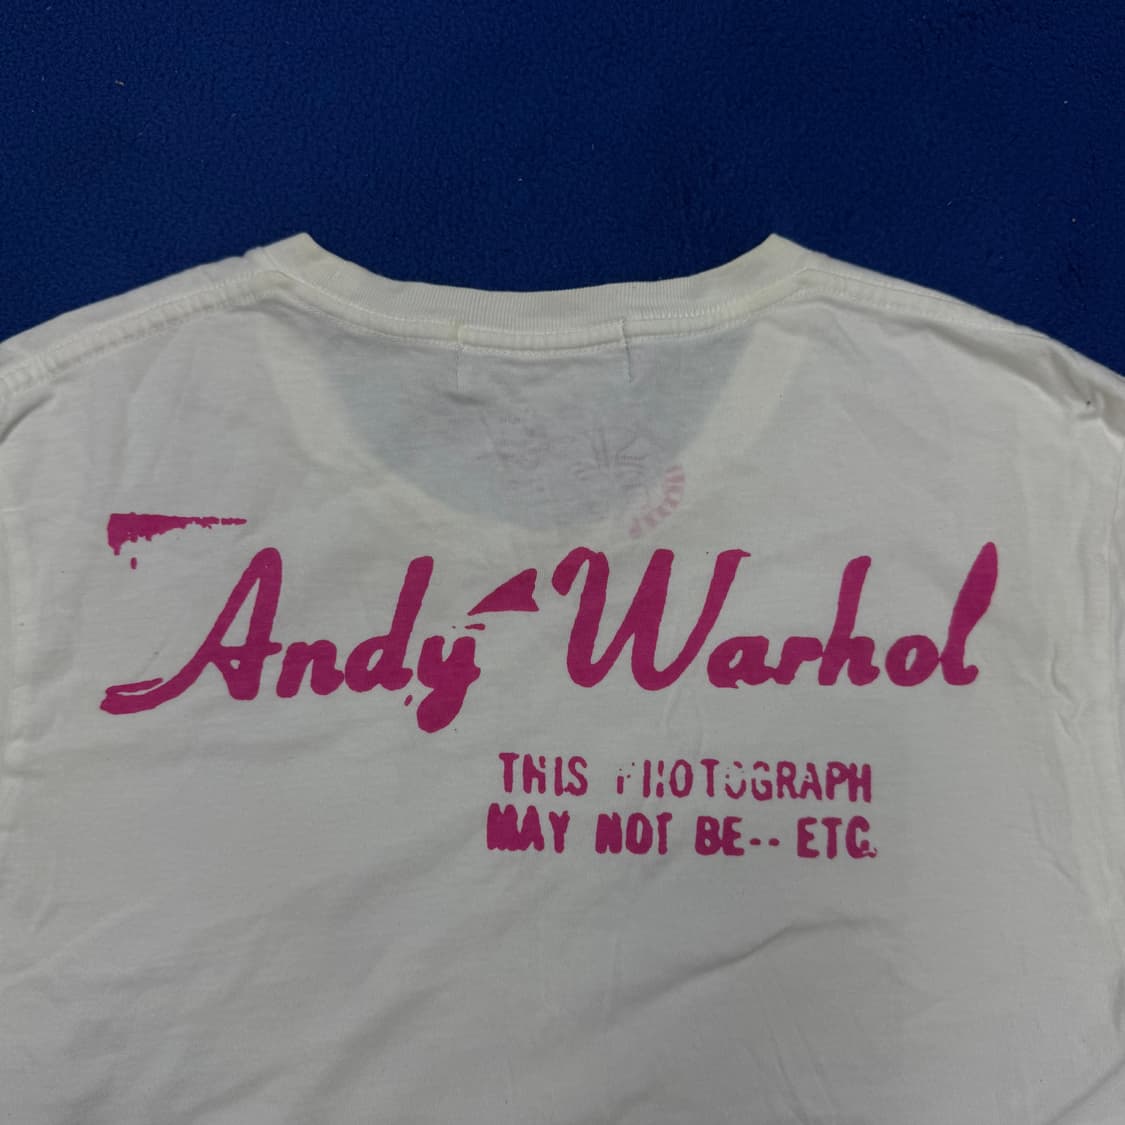 Andy Warhol
THIS PHOTOGRAPH
MAY NOT BE-- ETC.